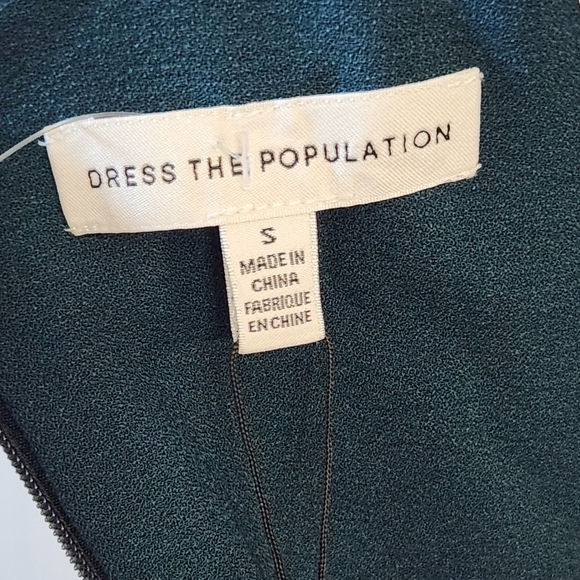 DRESS THE POPULATION
S
MADE IN
CHINA
FABRIQUE
EN CHINE